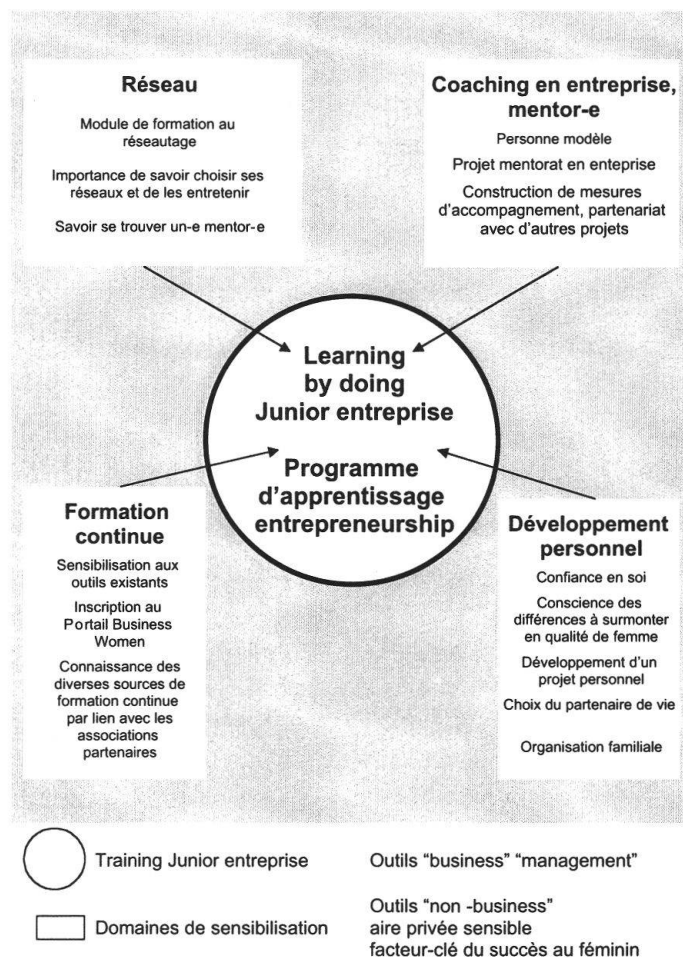 Réseau
Module de formation au
réseautage
Importance de savoir choisir ses
réseaux et de les entretenir
Savoir se trouver un-e mentor-e
Coaching en entreprise,
mentor-e
Personne modèle
Projet mentorat en enteprise
Construction de mesures
d'accompagnement, partenariat
avec d'autres projets
Learning
by doing
Junior entreprise
Programme
d'apprentissage
entrepreneurship
Formation
continue
Sensibilisation aux
outils existants
Inscription au
Portail Business
Women
Connaissance des
diverses sources de
formation continue
par lien avec les
associations
partenaires
Développement
personnel
Confiance en soi
Conscience des
différences à surmonter
en qualité de femme
Développement d'un
projet personnel
Choix du partenaire de vie
Organisation familiale
Training Junior entreprise
Outils "business" "management"
Domaines de sensibilisation
Outils "non -business"
aire privée sensible
facteur-clé du succès au féminin